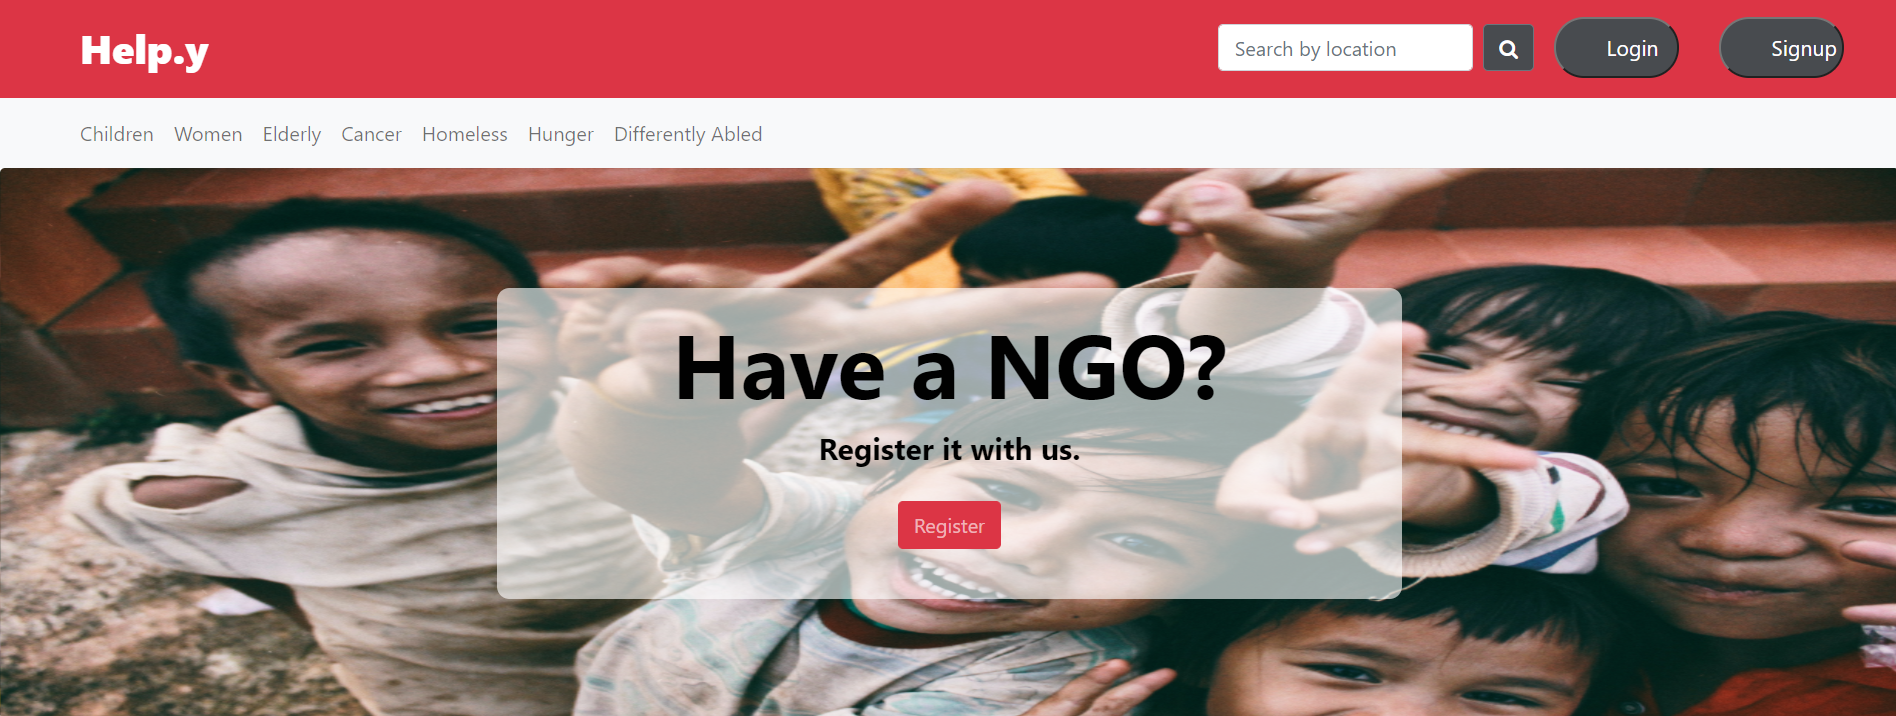 Help.y
Search by location
Login
Signup
Children Women Elderly Cancer Homeless Hunger Differently Abled
Have a NGO?
Register it with us.
Register